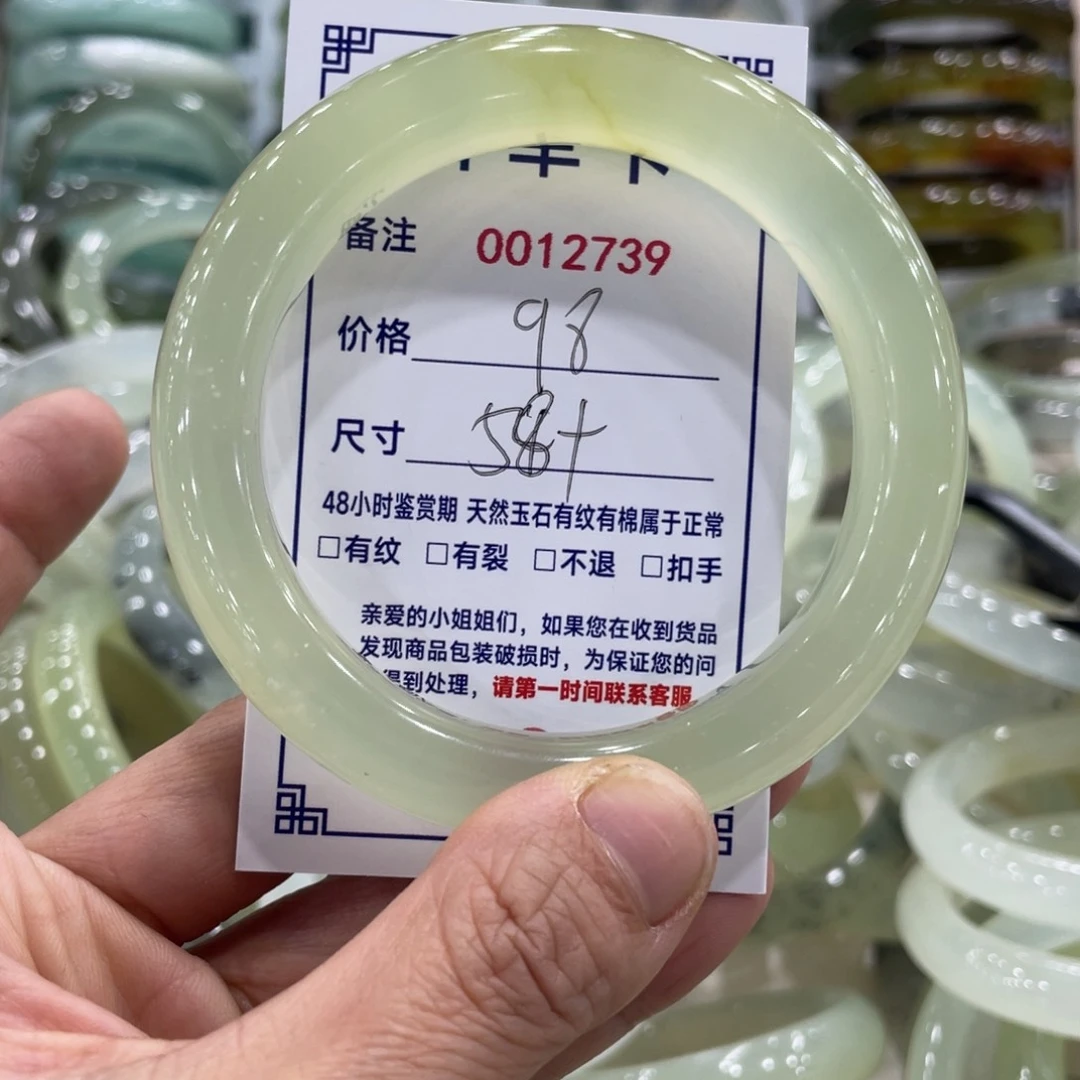 备注 0012739
价格 98
尺寸 58+
48小时鉴赏期 天然玉石有纹有棉属于正常
□有纹 □有裂 □不退 □扣手
亲爱的小姐姐们，如果您在收到货品
发现商品包装破损时，为保证您的问
得到处理，请第一时间联系客服